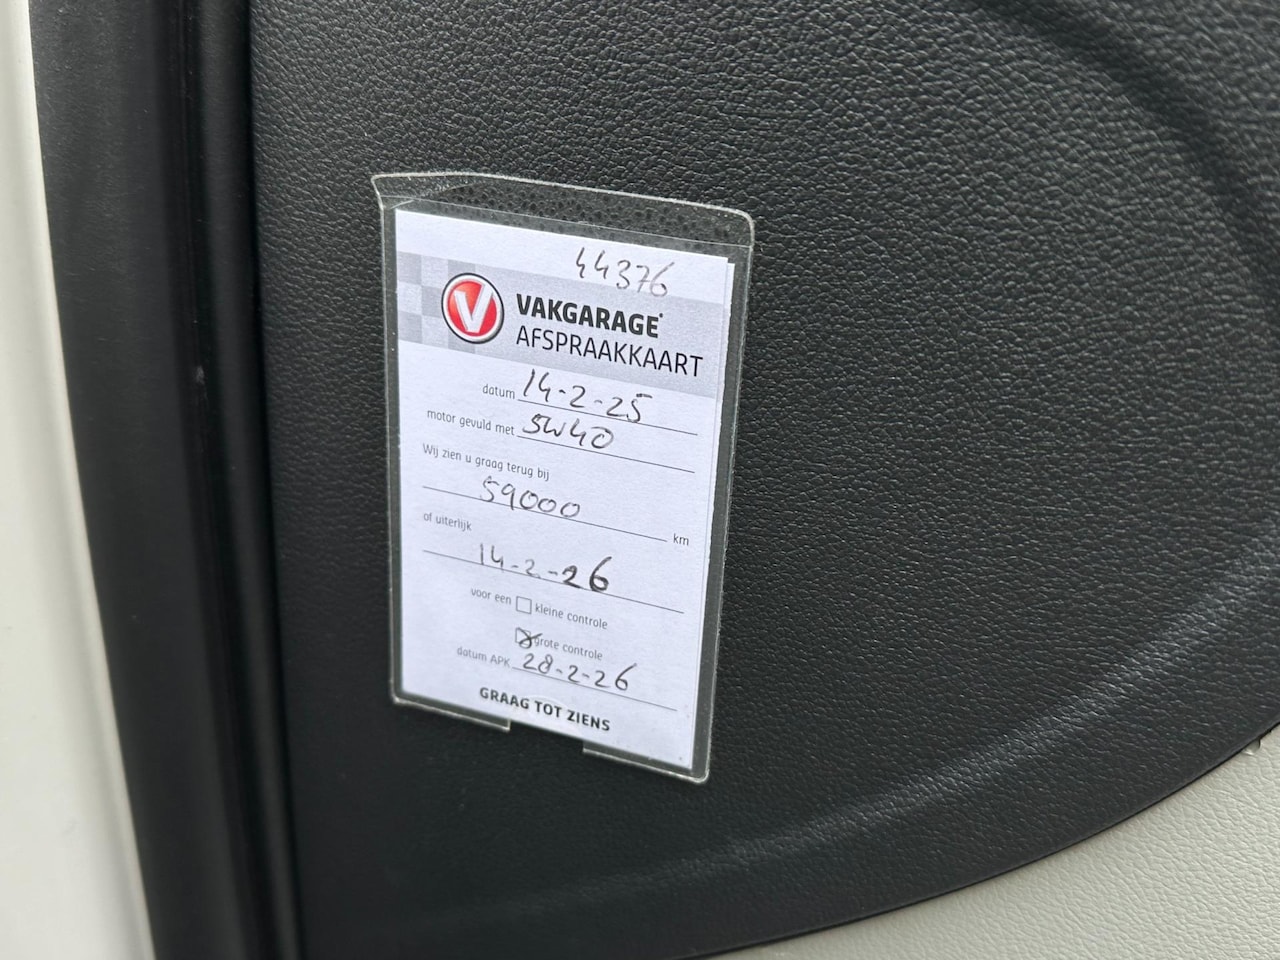 44376
V VAKGARAGE
AFSPRAAKKAART
datum 14-2-25
motor gevuld met 5W40
Wij zien u graag terug bij
59000 km
of uiterlijk
14-2-26
voor een kleine controle
grote controle
datum APK 28-2-26
GRAAG TOT ZIENS